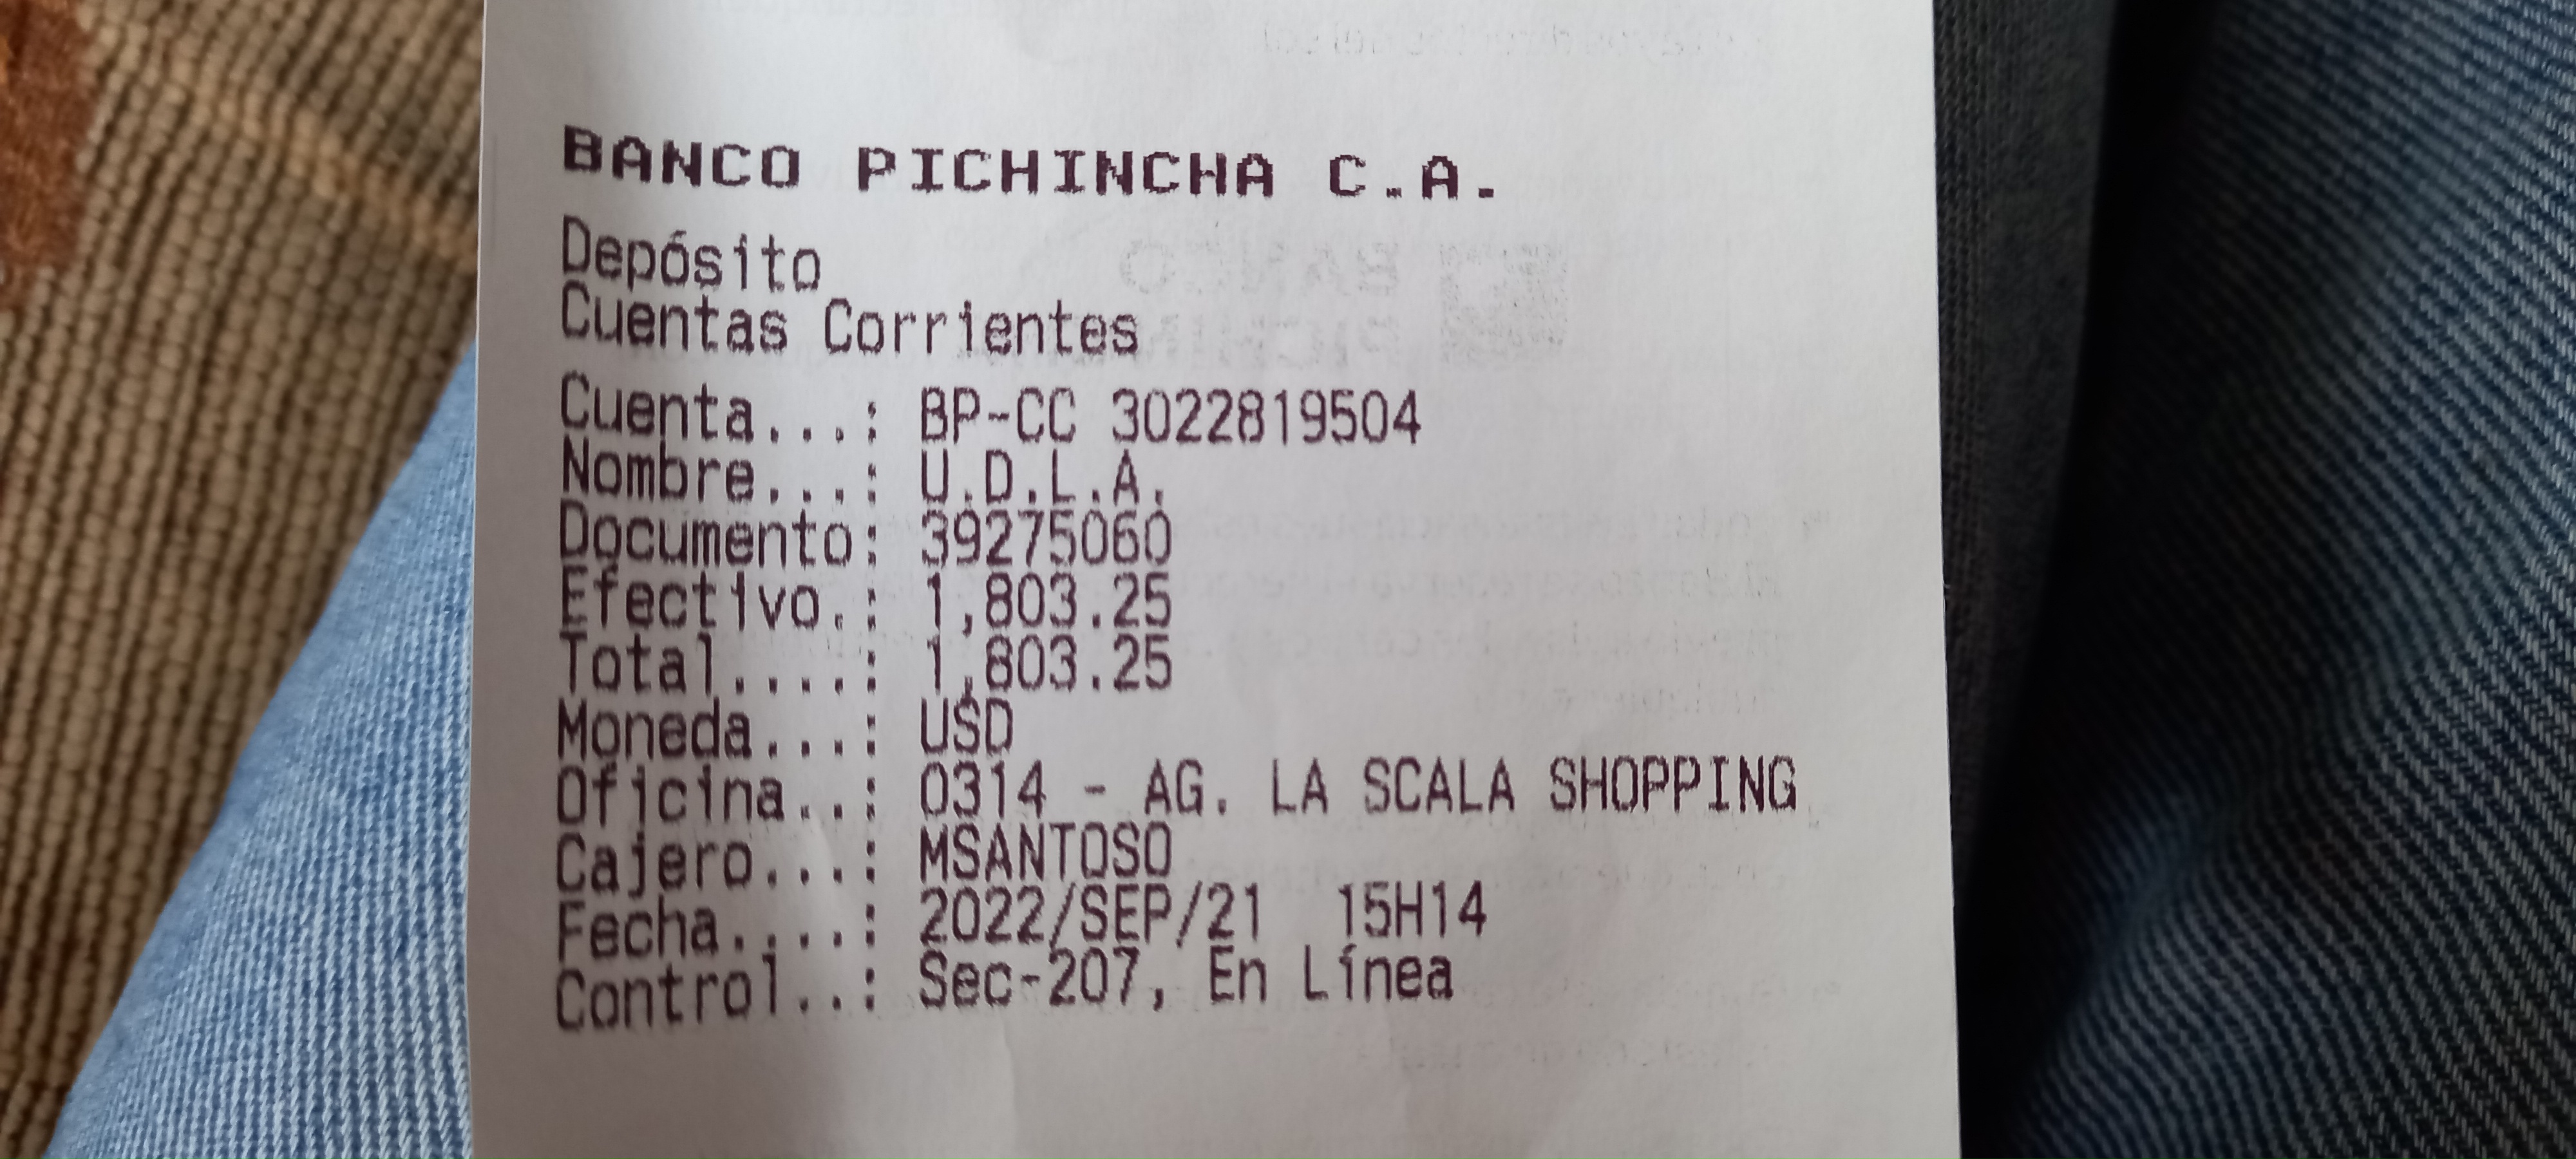 BANCO PICHINCHA C.A.
Depósito
Cuentas Corrientes
Cuenta...: BP-CC 3022819504
Nombre...: U.D.L.A.
Documento: 39275060
Efectivo.: 1,803.25
Total....: 1,803.25
Moneda...: USD
Oficina..: 0314 - AG. LA SCALA SHOPPING
Cajero...: MSANTOSO
Fecha....: 2022/SEP/21  15H14
Control..: Sec-207, En Línea
BANCO